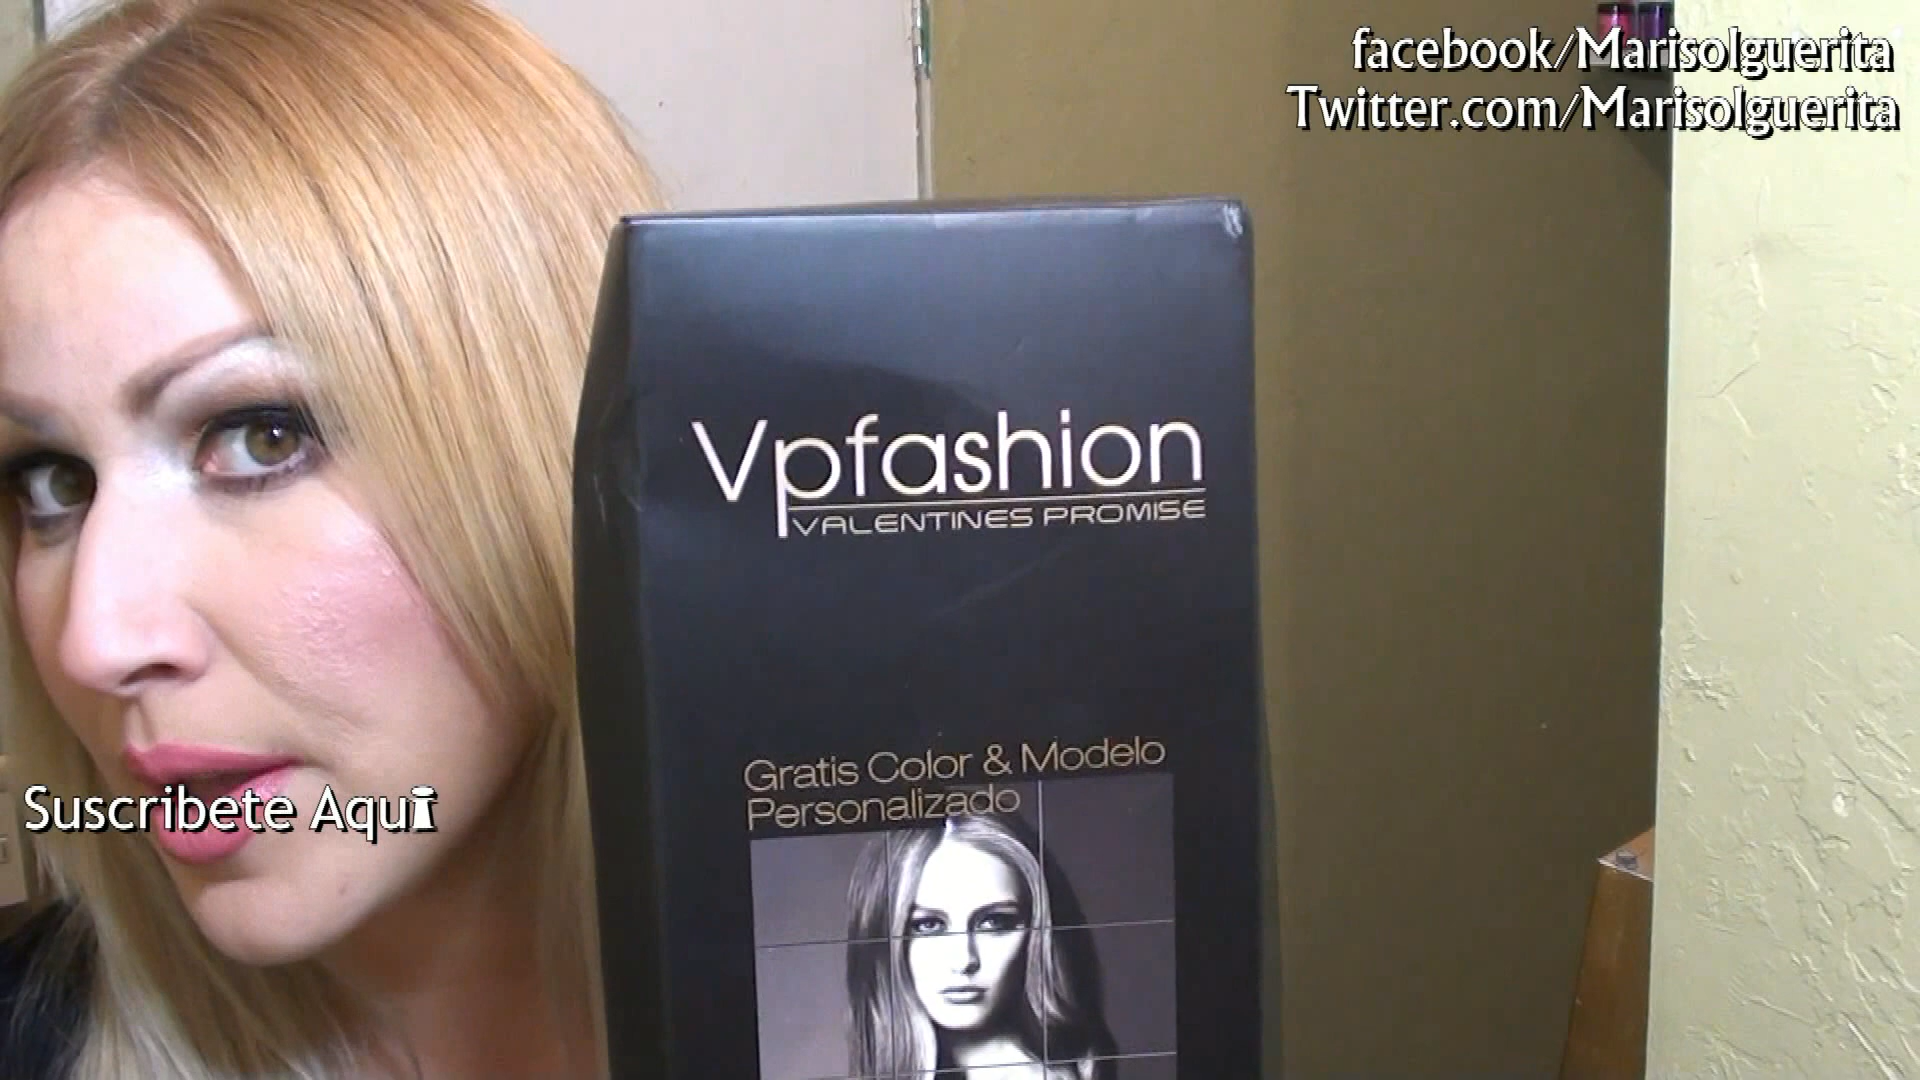 facebook/Marisolguerita
Twitter.com/Marisolguerita
Vpfashion
VALENTINES PROMISE
Gratis Color & Modelo
Personalizado
Suscribete Aquí